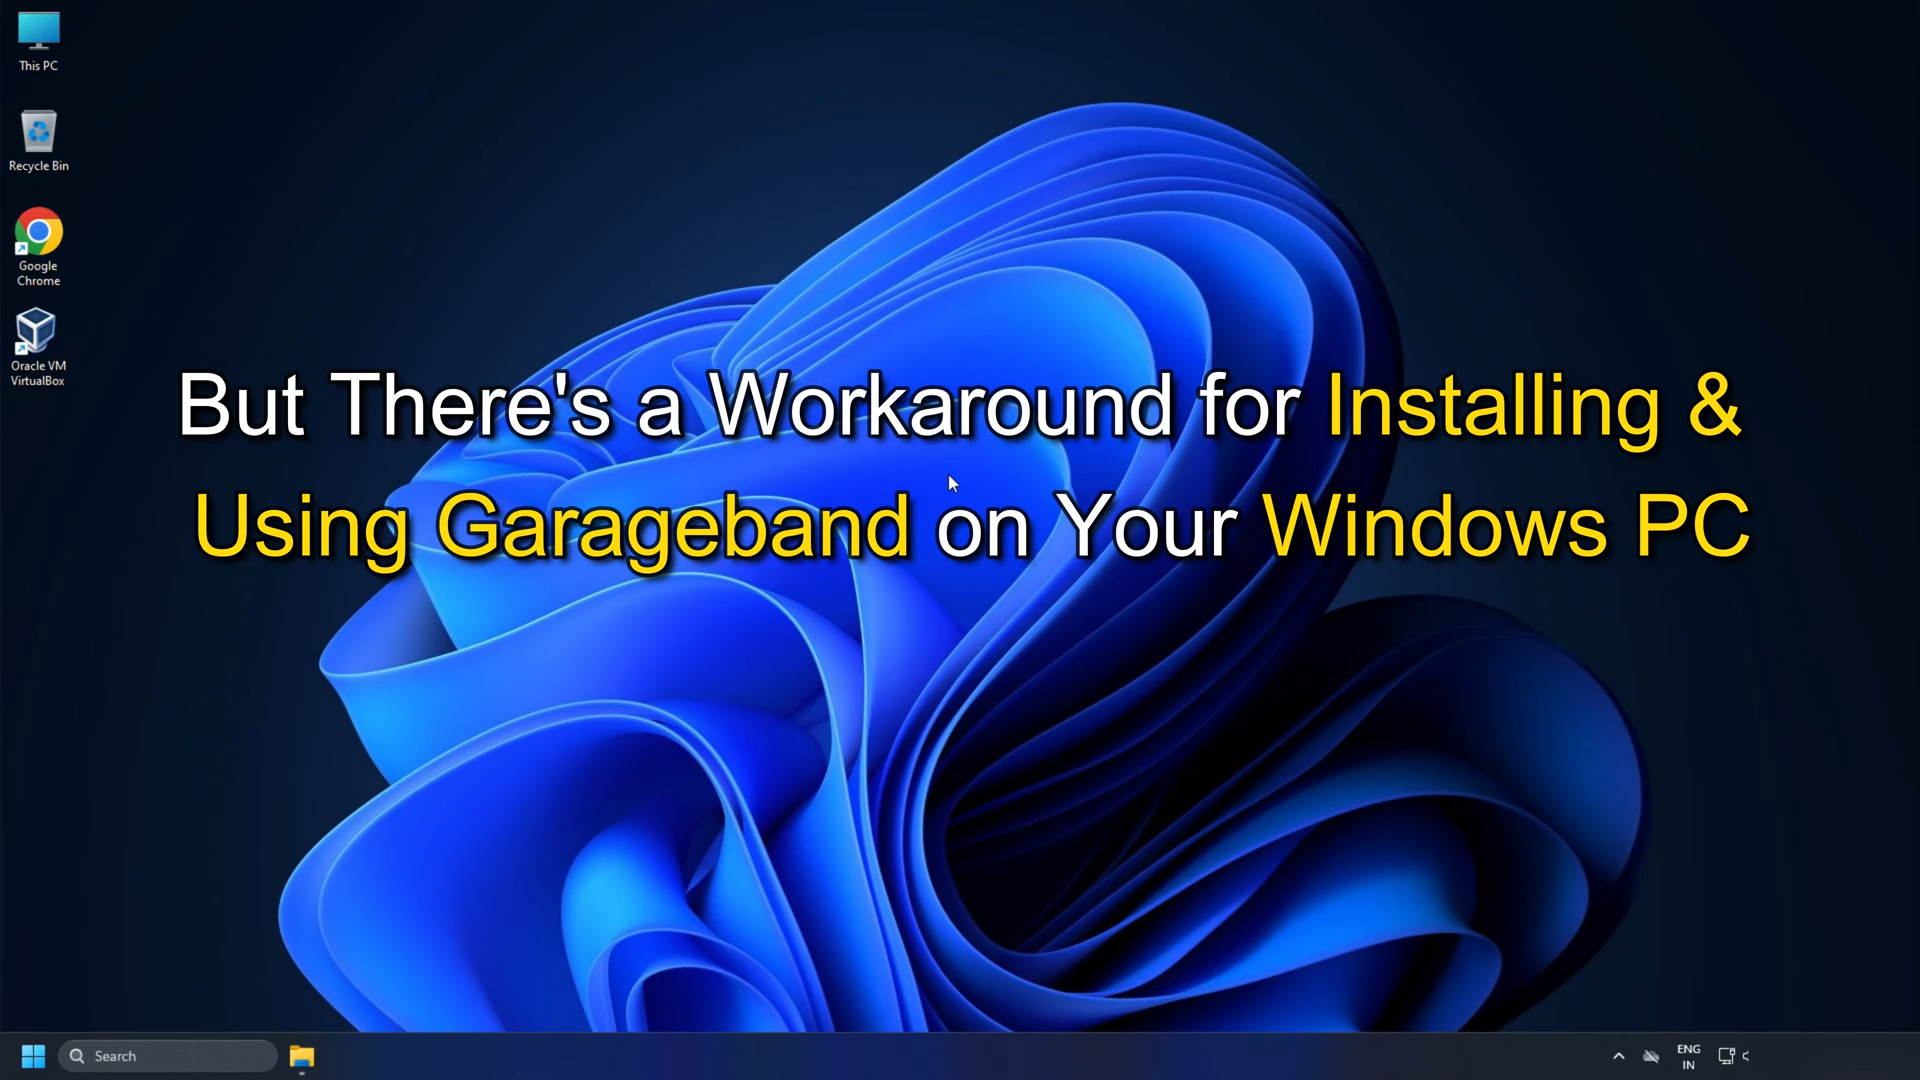 This PC
Recycle Bin
Google
Chrome
Oracle VM
VirtualBox
But There's a Workaround for Installing &
Using Garageband on Your Windows PC
Search
ENG
IN